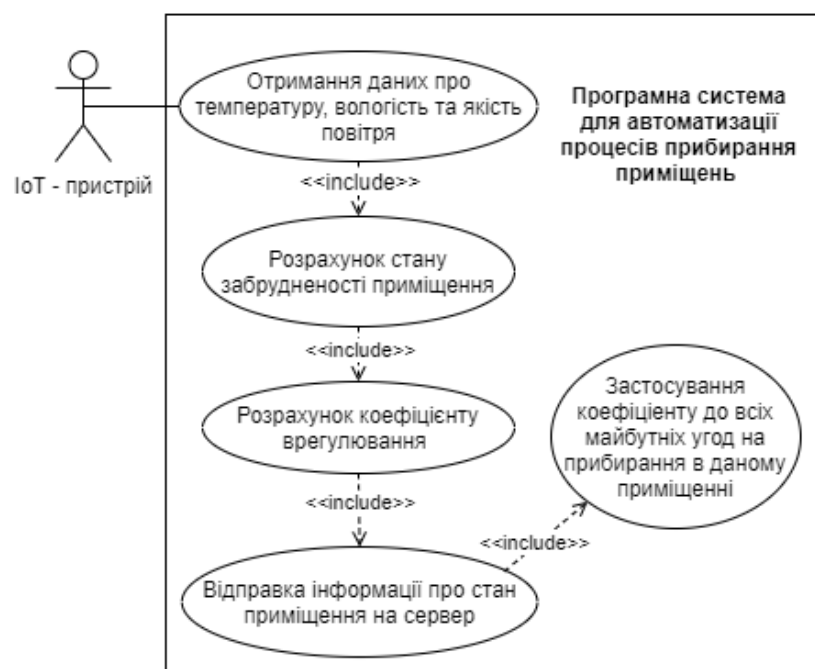 Отримання даних про
температуру, вологість та якість
повітря
Програмна система
для автоматизації
процесів прибирання
приміщень
ІоТ - пристрій
<<include>>
Розрахунок стану
забрудненості приміщення
<<include>>
Розрахунок коефіцієнту
врегулювання
Застосування
коефіціенту до всіх
майбутніх угод на
прибирання в даному
приміщенні
<<include>>
<<include>>
Відправка інформації про стан
приміщення на сервер